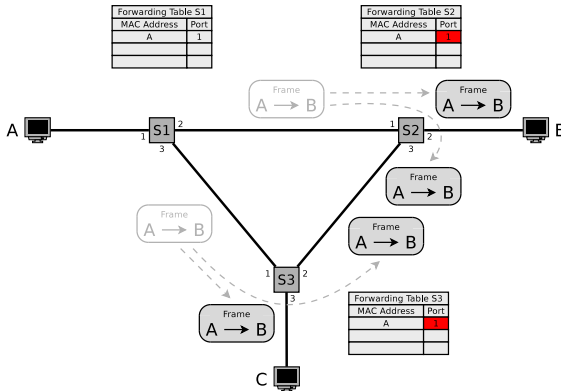 Forwarding Table S1
MAC Address Port
A 1
Forwarding Table S2
MAC Address Port
A 1
Frame
A B
Frame
A B
A
1
S1
2
3
1
S2
2
3
B
Frame
A B
Frame
A B
Frame
A B
1
S3
2
3
Frame
A B
Forwarding Table S3
MAC Address Port
A 1
C